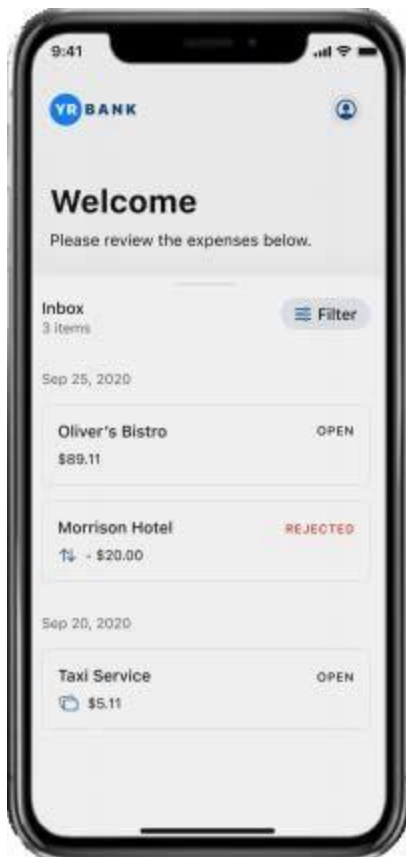 9:41
YR BANK
Welcome
Please review the expenses below.
Inbox
3 items
Filter
Sep 25, 2020
Oliver's Bistro
OPEN
$89.11
Morrison Hotel
REJECTED
- $20.00
Sep 20, 2020
Taxi Service
OPEN
$5.11